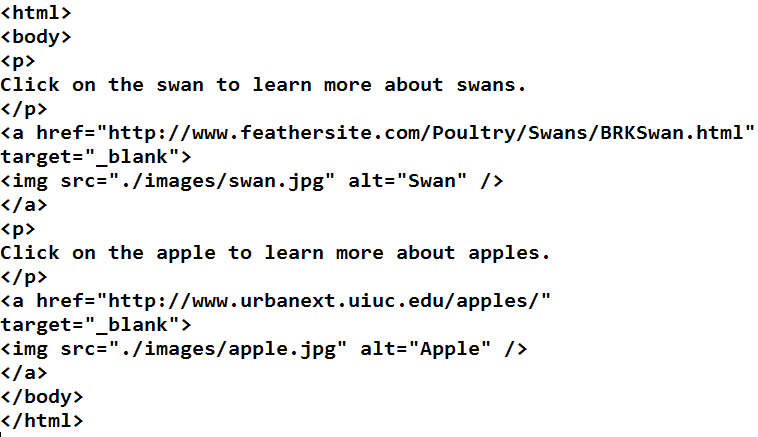 <html>
<body>
<p>
Click on the swan to learn more about swans.
</p>
<a href="http://www.feathersite.com/Poultry/Swans/BRKSwan.html"
target="_blank">
<img src="./images/swan.jpg" alt="Swan" />
</a>
<p>
Click on the apple to learn more about apples.
</p>
<a href="http://www.urbanext.uiuc.edu/apples/"
target="_blank">
<img src="./images/apple.jpg" alt="Apple" />
</a>
</body>
</html>